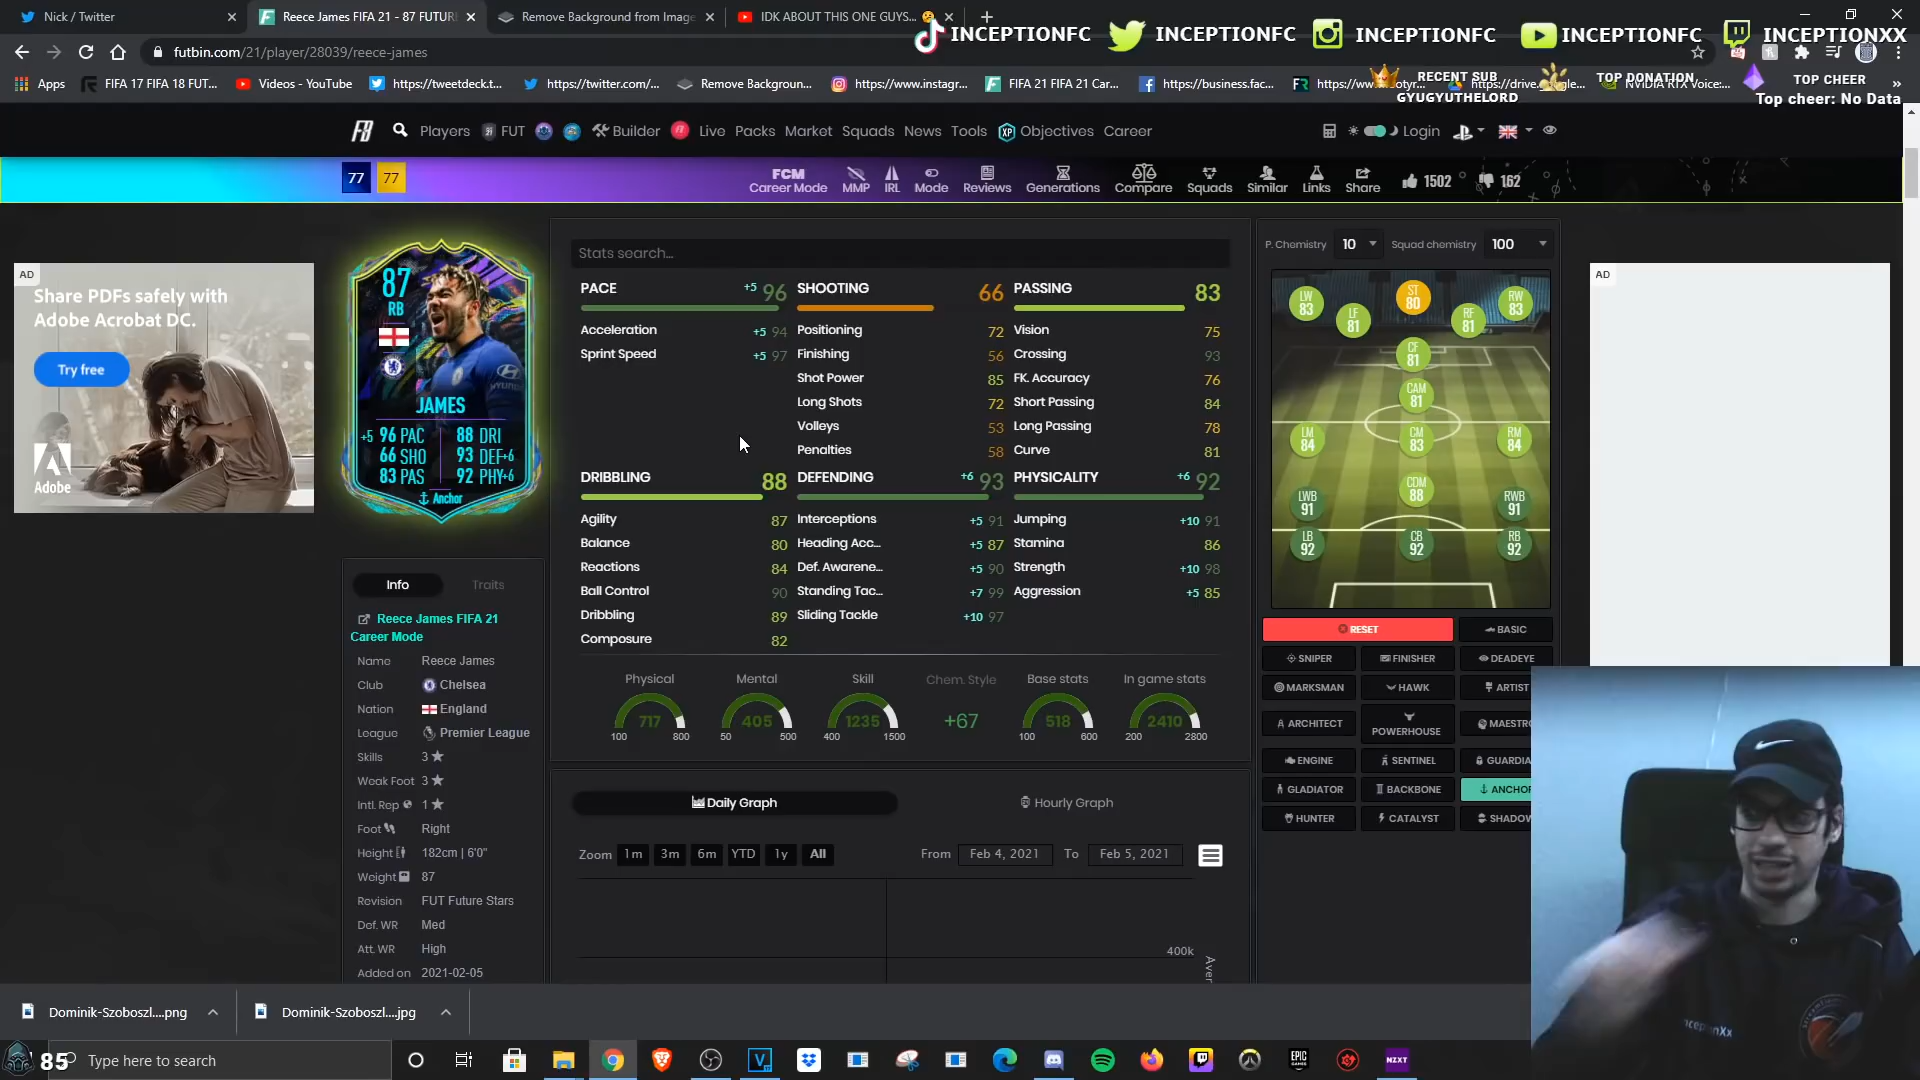 Nick / Twitter
Reece James FIFA 21 - 87 FUTUR
Remove Background from Image
IDK ABOUT THIS ONE GUYS...
INCEPTIONFC INCEPTIONFC INCEPTIONFC INCEPTIONFC INCEPTIONXX
futbin.com/21/player/28039/reece-james
Apps FIFA 17 FIFA 18 FUT... Videos - YouTube https://tweetdeck.t... https://twitter.com/... Remove Backgroun... https://www.instagr... FIFA 21 FIFA 21 Car... https://business.fac... https://drive.google... NVIDIA RTX Voice:...
RECENT SUB
GYUGYUTHELORD
TOP DONATION
TOP CHEER
Top cheer: No Data
Players FUT Builder Live Packs Market Squads News Tools XP Objectives Career Login
77 77
FCM
Career Mode MMP IRL Mode Reviews Generations Compare Squads Similar Links Share 1502 162
AD
Share PDFs safely with
Adobe Acrobat DC.
Try free
Adobe
87
RB
JAMES
+5 96 PAC 88 DRI
66 SHO 93 DEF+6
83 PAS 92 PHY+6
Anchor
Info Traits
Reece James FIFA 21
Career Mode
Name Reece James
Club Chelsea
Nation England
League Premier League
Skills 3
Weak Foot 3
Intl. Rep 1
Foot Right
Height 182cm | 6'0"
Weight 87
Revision FUT Future Stars
Def. WR Med
Att. WR High
Added on 2021-02-05
Stats search...
PACE +5 96 SHOOTING 66 PASSING 83
Acceleration +5 94 Positioning 72 Vision 75
Sprint Speed +5 97 Finishing 56 Crossing 93
Shot Power 85 FK. Accuracy 76
Long Shots 72 Short Passing 84
Volleys 53 Long Passing 78
Penalties 58 Curve 81
DRIBBLING 88 DEFENDING +6 93 PHYSICALITY +6 92
Agility 87 Interceptions +5 91 Jumping +10 91
Balance 80 Heading Acc... +5 87 Stamina 86
Reactions 84 Def. Awarene... +5 90 Strength +10 98
Ball Control 90 Standing Tac... +7 99 Aggression +5 85
Dribbling 89 Sliding Tackle +10 97
Composure 82
Physical Mental Skill Chem. Style Base stats In game stats
717 405 1235 +67 518 2410
100 800 50 500 400 1500 100 600 200 2800
Daily Graph Hourly Graph
Zoom 1m 3m 6m YTD 1y All From Feb 4, 2021 To Feb 5, 2021
400k
Aver
P. Chemistry 10 Squad chemistry 100
LW 83 ST 80 RW 83
LF 81 RF 81
CF 81
CAM 81
LM 84 CM 83 RM 84
CDM 88
LWB 91 RWB 91
LB 92 CB 92 RB 92
RESET BASIC
SNIPER FINISHER DEADEYE
MARKSMAN HAWK ARTIST
ARCHITECT POWERHOUSE MAESTR
ENGINE SENTINEL GUARDIA
GLADIATOR BACKBONE ANCHOR
HUNTER CATALYST SHADOW
AD
Dominik-Szoboszl....png
Dominik-Szoboszl....jpg
85
Type here to search
EPIC
NZXT